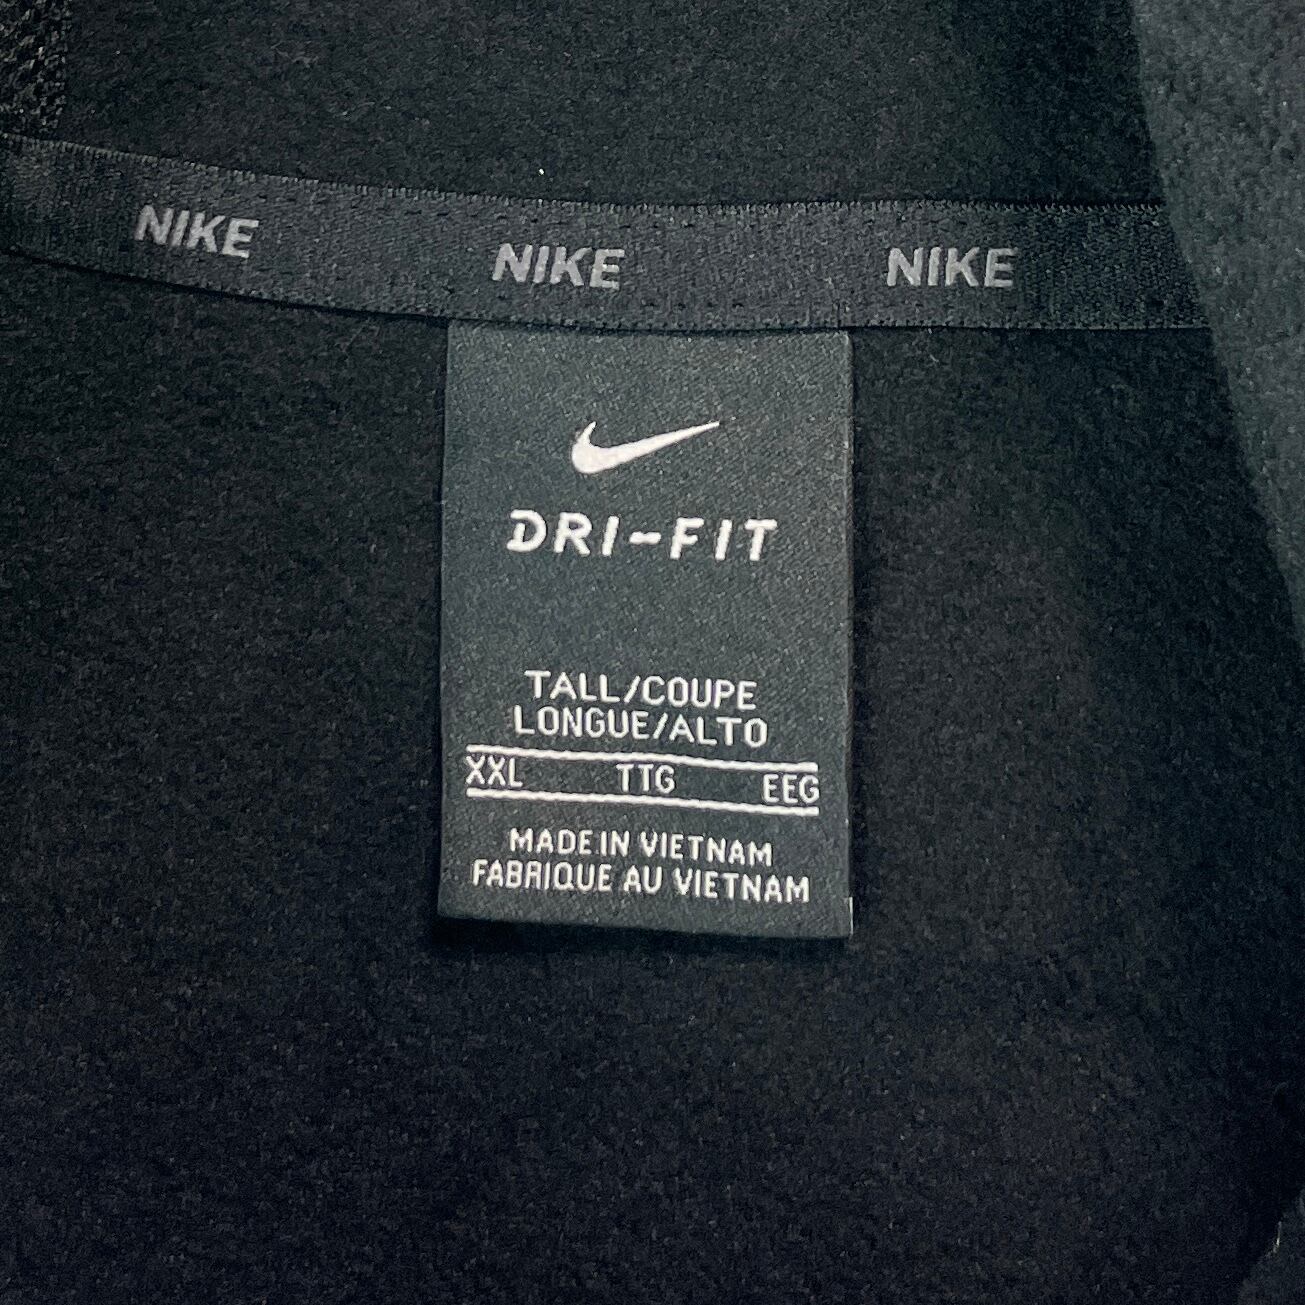 NIKE NIKE NIKE
DRI-FIT
TALL/COUPE
LONGUE/ALTO
XXL TTG EEG
MADE IN VIETNAM
FABRIQUE AU VIETNAM